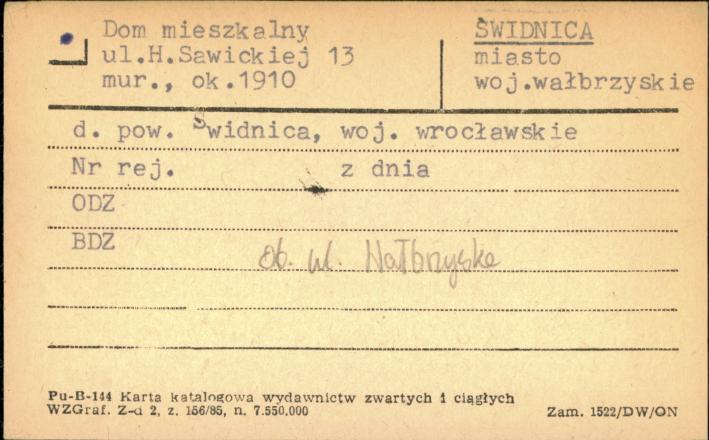 Dom mieszkalny
ul.H.Sawickiej 13
mur., ok.1910
ŚWIDNICA
miasto
woj.wałbrzyskie
d. pow. Swidnica, woj. wrocławskie
Nr rej. z dnia
ODZ
BDZ
ob. ul. Wałbrzyska
Pu-B-144 Karta katalogowa wydawnictw zwartych i ciągłych
WZGraf. Z-d 2, z. 156/85, n. 7.550.000
Zam. 1522/DW/ON